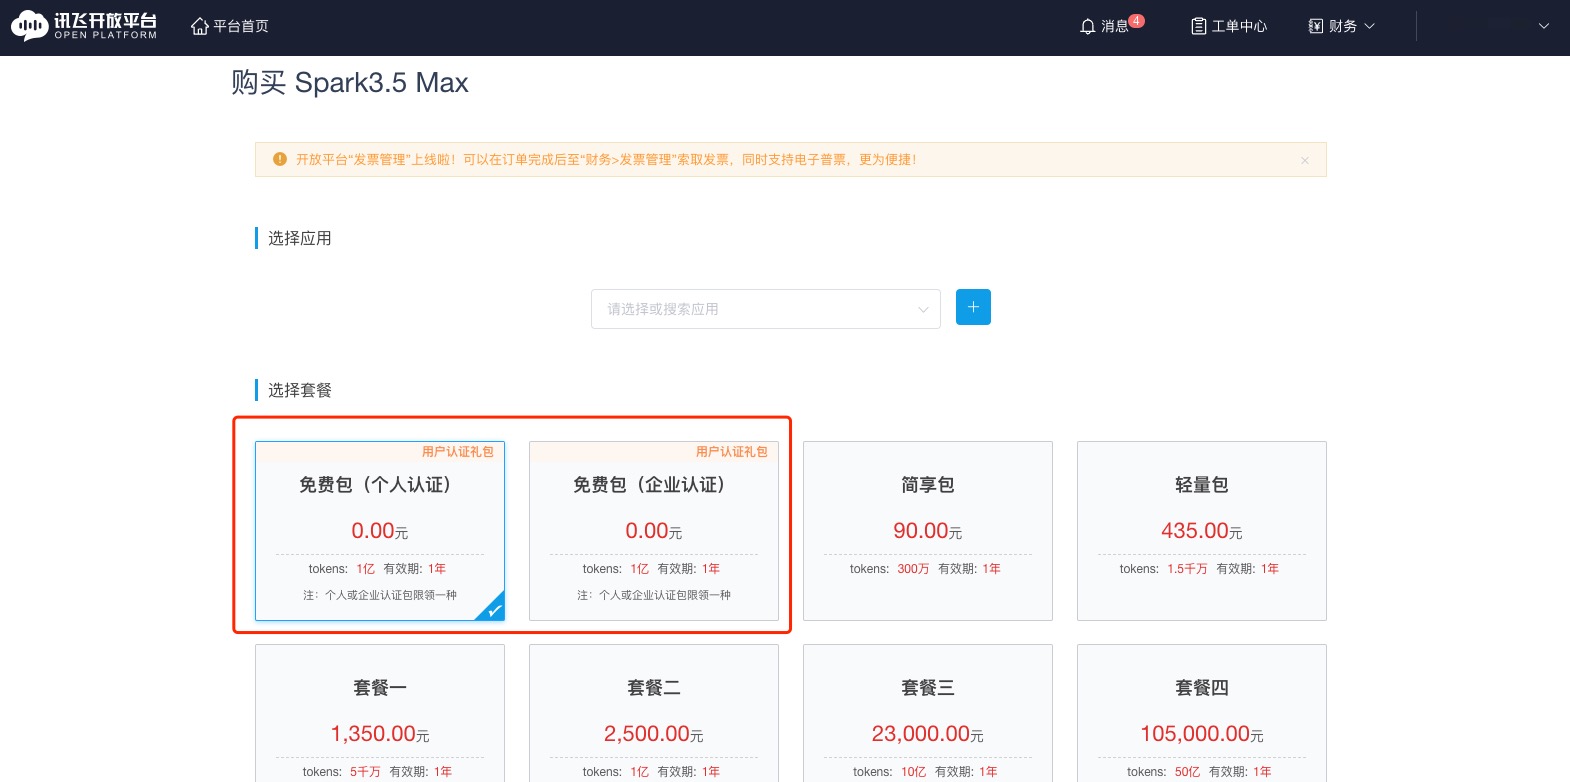 讯飞开放平台
OPEN PLATFORM
平台首页
消息 4
工单中心
财务
购买 Spark3.5 Max
开放平台“发票管理”上线啦！可以在订单完成后至“财务>发票管理”索取发票，同时支持电子普票，更为便捷！
选择应用
请选择或搜索应用
选择套餐
用户认证礼包
免费包（个人认证）
0.00元
tokens: 1亿 有效期: 1年
注：个人或企业认证包限领一种
用户认证礼包
免费包（企业认证）
0.00元
tokens: 1亿 有效期: 1年
注：个人或企业认证包限领一种
简享包
90.00元
tokens: 300万 有效期: 1年
轻量包
435.00元
tokens: 1.5千万 有效期: 1年
套餐一
1,350.00元
tokens: 5千万 有效期: 1年
套餐二
2,500.00元
tokens: 1亿 有效期: 1年
套餐三
23,000.00元
tokens: 10亿 有效期: 1年
套餐四
105,000.00元
tokens: 50亿 有效期: 1年